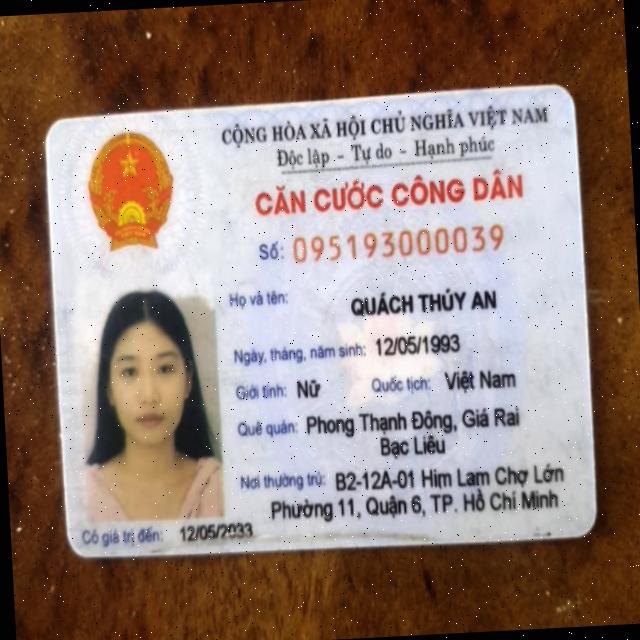 CỘNG HÒA XÃ HỘI CHỦ NGHĨA VIỆT NAM
Độc lập - Tự do - Hạnh phúc
CĂN CƯỚC CÔNG DÂN
Số: 095193000039
Họ và tên: QUÁCH THÚY AN
Ngày, tháng, năm sinh: 12/05/1993
Giới tính: Nữ Quốc tịch: Việt Nam
Quê quán: Phong Thạnh Đông, Giá Rai
Bạc Liêu
Nơi thường trú: B2-12A-01 Him Lam Chợ Lớn
Phường 11, Quận 6, TP. Hồ Chí Minh
Có giá trị đến: 12/05/2033